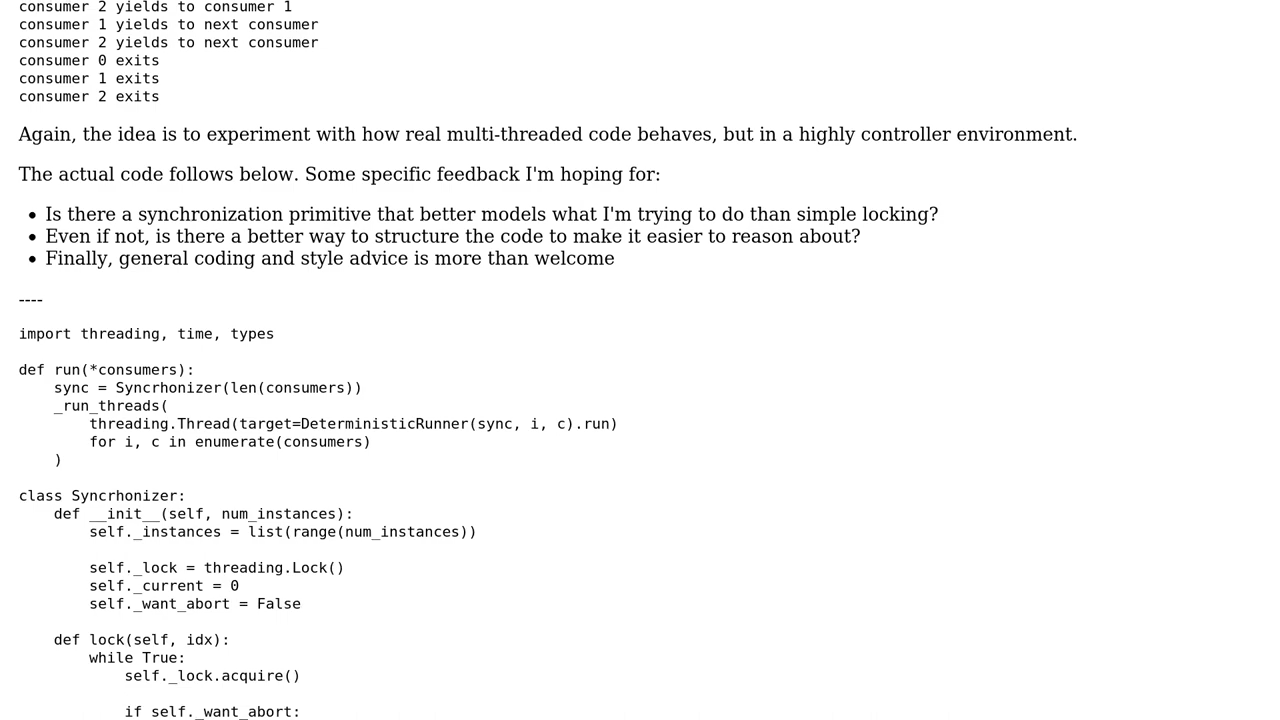 consumer 2 yields to consumer 1
consumer 1 yields to next consumer
consumer 2 yields to next consumer
consumer 0 exits
consumer 1 exits
consumer 2 exits
Again, the idea is to experiment with how real multi-threaded code behaves, but in a highly controller environment.
The actual code follows below. Some specific feedback I'm hoping for:
• Is there a synchronization primitive that better models what I'm trying to do than simple locking?
• Even if not, is there a better way to structure the code to make it easier to reason about?
• Finally, general coding and style advice is more than welcome
----
import threading, time, types
def run(*consumers):
    sync = Syncrhonizer(len(consumers))
    _run_threads(
        threading.Thread(target=DeterministicRunner(sync, i, c).run)
        for i, c in enumerate(consumers)
    )
class Syncrhonizer:
    def __init__(self, num_instances):
        self._instances = list(range(num_instances))
        self._lock = threading.Lock()
        self._current = 0
        self._want_abort = False
    def lock(self, idx):
        while True:
            self._lock.acquire()
            if self._want_abort: